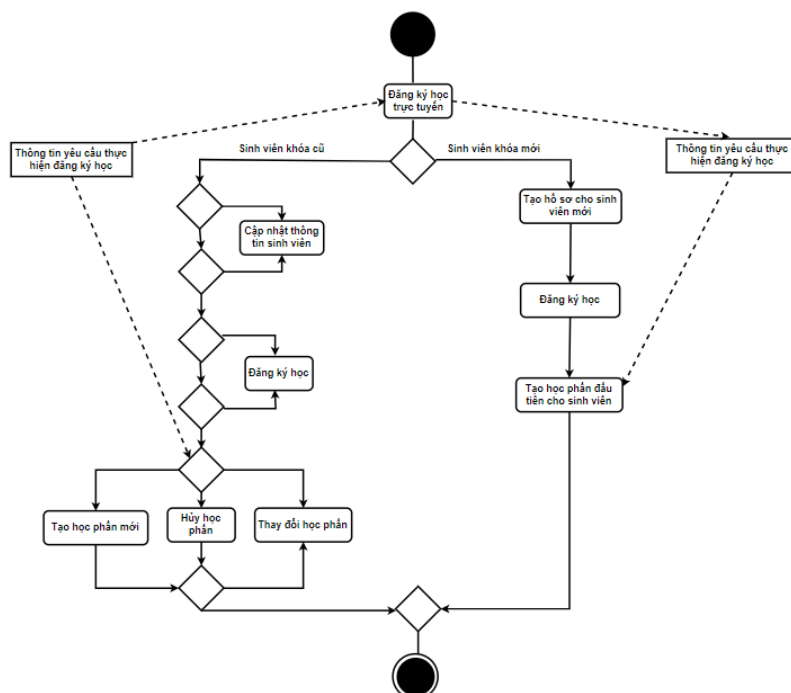 Đăng ký học
trực tuyến
Thông tin yêu cầu thực
hiện đăng ký học
Sinh viên khóa cũ
Sinh viên khóa mới
Thông tin yêu cầu thực
hiện đăng ký học
Cập nhật thông
tin sinh viên
Tạo hồ sơ cho sinh
viên mới
Đăng ký học
Đăng ký học
Tạo học phần đầu
tiên cho sinh viên
Tạo học phần mới
Hủy học
phần
Thay đổi học phần